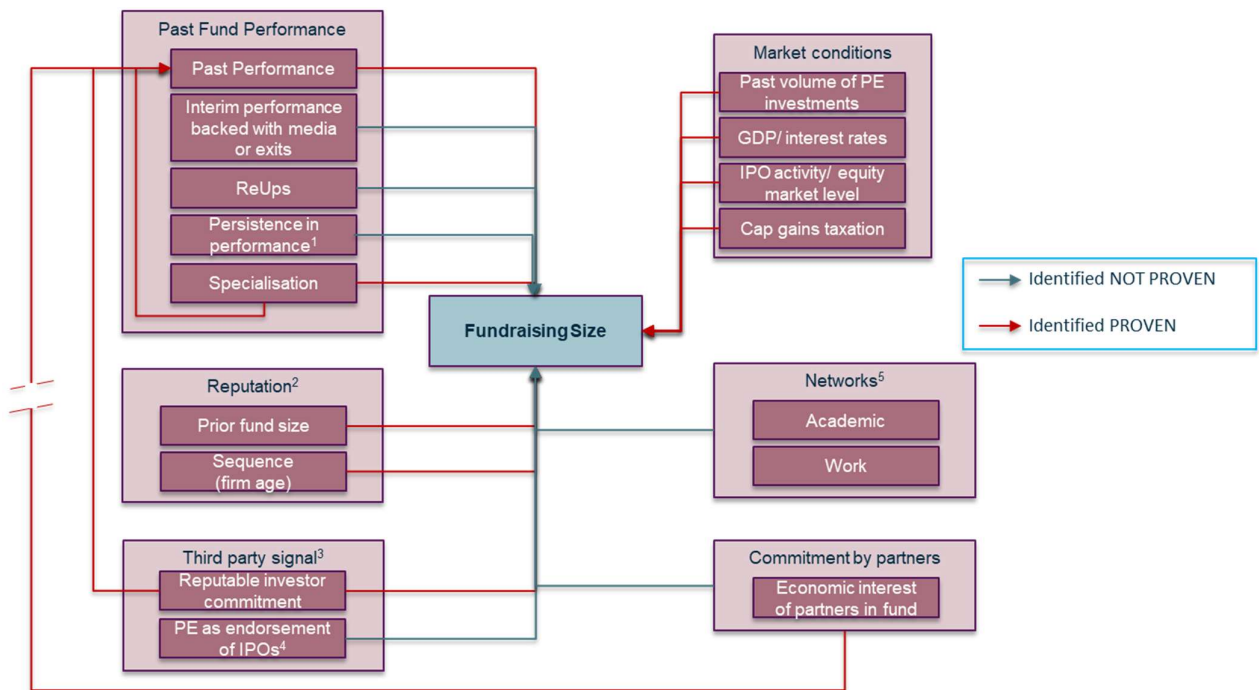 Past Fund Performance
Past Performance
Interim performance
backed with media
or exits
ReUps
Persistence in
performance1
Specialisation
Market conditions
Past volume of PE
investments
GDP/ interest rates
IPO activity/ equity
market level
Cap gains taxation
Identified NOT PROVEN
Identified PROVEN
Fundraising Size
Reputation2
Prior fund size
Sequence
(firm age)
Networks5
Academic
Work
Third party signal3
Reputable investor
commitment
PE as endorsement
of IPOs4
Commitment by partners
Economic interest
of partners in fund